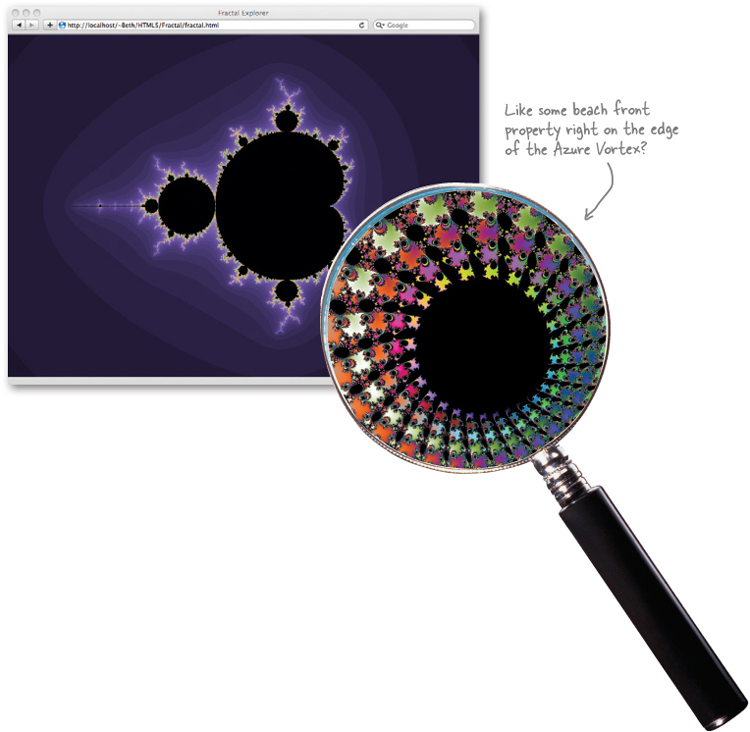 Fractal Explorer
http://localhost/~Beth/HTML5/Fractal/fractal.html
Google
Like some beach front
property right on the edge
of the Azure Vortex?